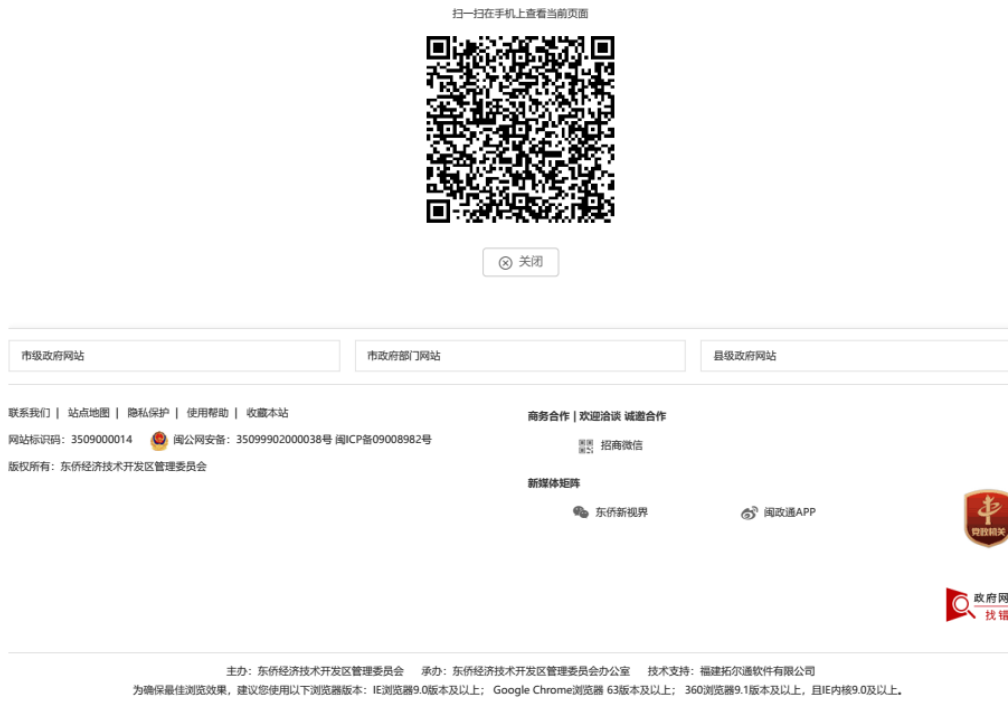 扫一扫在手机上查看当前页面
关闭
市级政府网站 市政府部门网站 县级政府网站
联系我们 | 站点地图 | 隐私保护 | 使用帮助 | 收藏本站
网站标识码：3509000014 闽公网安备：35099902000038号 闽ICP备09008982号
版权所有：东侨经济技术开发区管理委员会
商务合作 | 欢迎洽谈 诚邀合作
招商微信
新媒体矩阵
东侨新视界 闽政通APP
党政机关
政府网
找错
主办：东侨经济技术开发区管理委员会 承办：东侨经济技术开发区管理委员会办公室 技术支持：福建拓尔通软件有限公司
为确保最佳浏览效果，建议您使用以下浏览器版本：IE浏览器9.0版本及以上； Google Chrome浏览器 63版本及以上； 360浏览器9.1版本及以上，且IE内核9.0及以上。